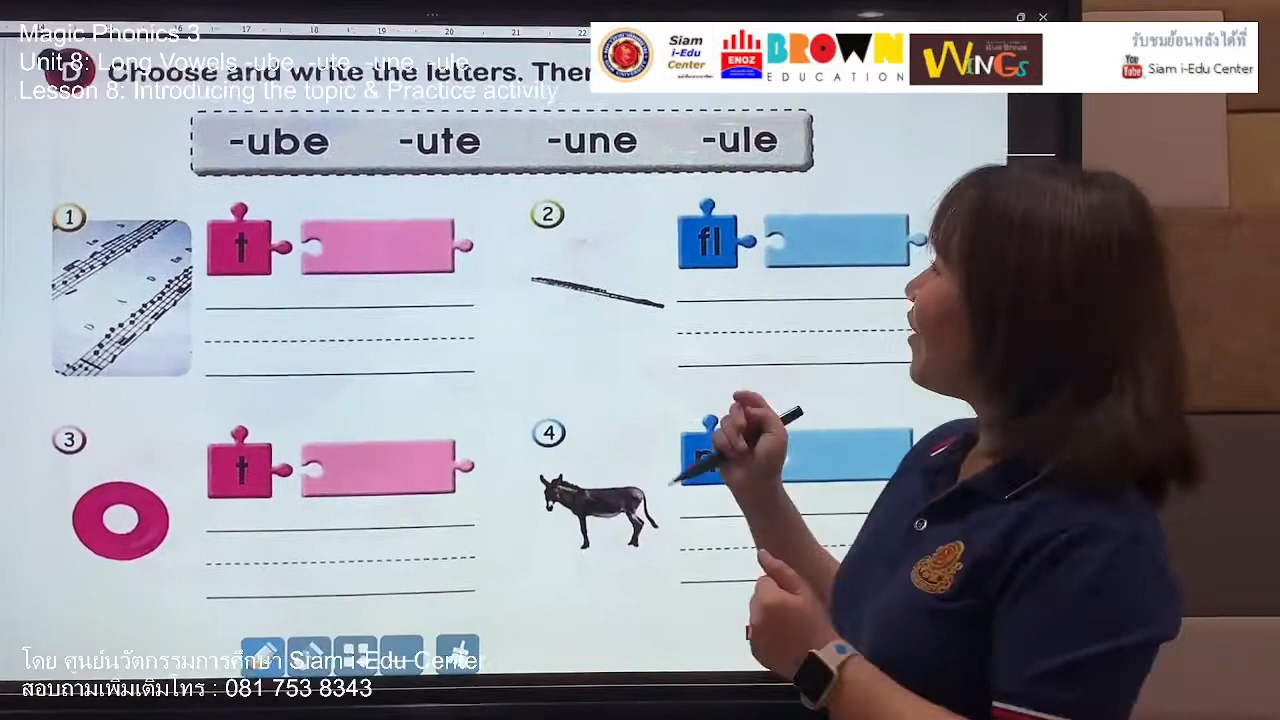 Magic Phonics 3
Unit 8: Long Vowels -ube, -ute, -une, -ule
Lesson 8: Introducing the topic & Practice activity
D Choose and write the letters. Then
Siam
i-Edu
Center
ENOZ
BROWN
EDUCATION
WINGS
รับชมย้อนหลังได้ที่
You Tube Siam i-Edu Center
-ube -ute -une -ule
1 t
2 fl
3 t
4
โดย ศูนย์นวัตกรรมการศึกษา Siam i-Edu Center
สอบถามเพิ่มเติมโทร : 081 753 8343